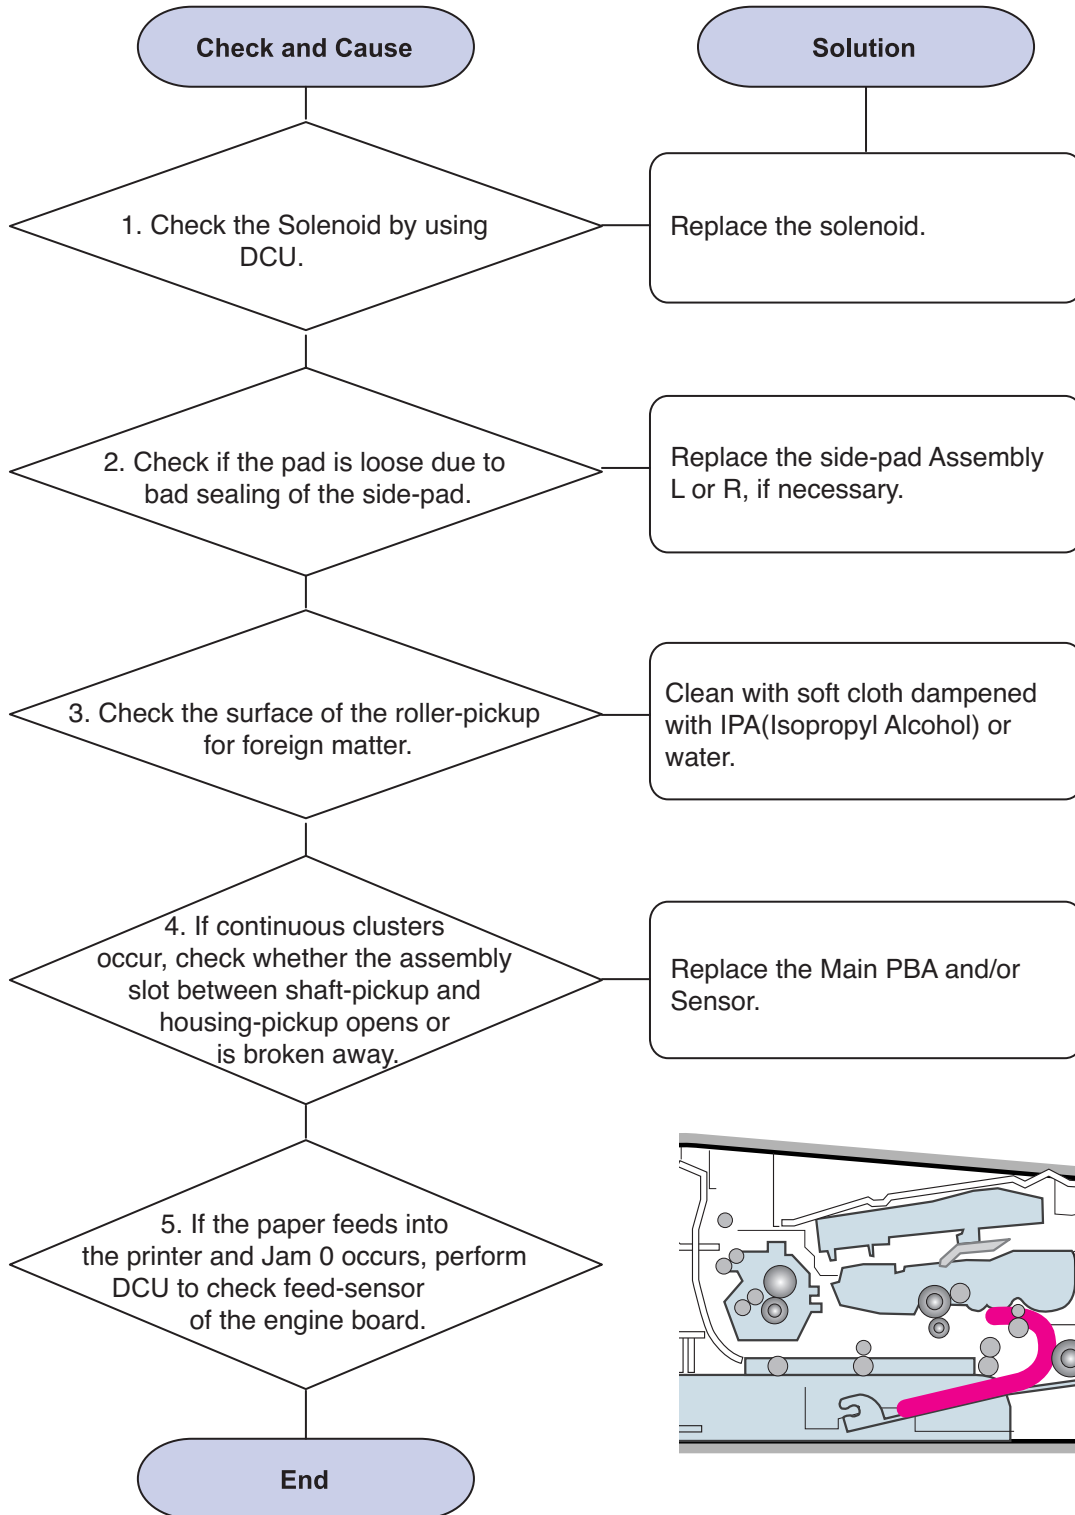 Check and Cause
Solution
1. Check the Solenoid by using
DCU.
Replace the solenoid.
2. Check if the pad is loose due to
bad sealing of the side-pad.
Replace the side-pad Assembly
L or R, if necessary.
3. Check the surface of the roller-pickup
for foreign matter.
Clean with soft cloth dampened
with IPA(Isopropyl Alcohol) or
water.
4. If continuous clusters
occur, check whether the assembly
slot between shaft-pickup and
housing-pickup opens or
is broken away.
Replace the Main PBA and/or
Sensor.
5. If the paper feeds into
the printer and Jam 0 occurs, perform
DCU to check feed-sensor
of the engine board.
End